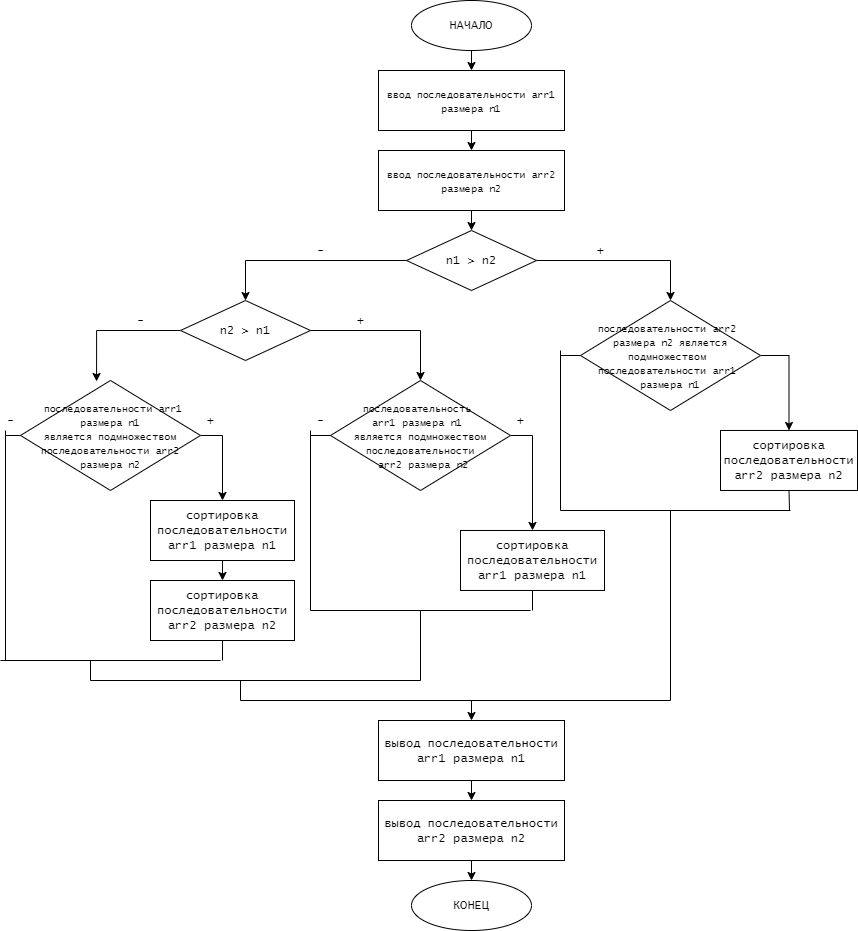 НАЧАЛО
ввод последовательности arr1
размера n1
ввод последовательности arr2
размера n2
n1 > n2
-
+
n2 > n1
-
+
последовательности arr2
размера n2 является
подмножеством
последовательности arr1
размера n1
последовательности arr1
размера n1
является подмножеством
последовательности arr2
размера n2
-
+
последовательность
arr1 размера n1
является подмножеством
последовательности
arr2 размера n2
-
+
сортировка
последовательности
arr2 размера n2
сортировка
последовательности
arr1 размера n1
сортировка
последовательности
arr1 размера n1
сортировка
последовательности
arr2 размера n2
вывод последовательности
arr1 размера n1
вывод последовательности
arr2 размера n2
КОНЕЦ